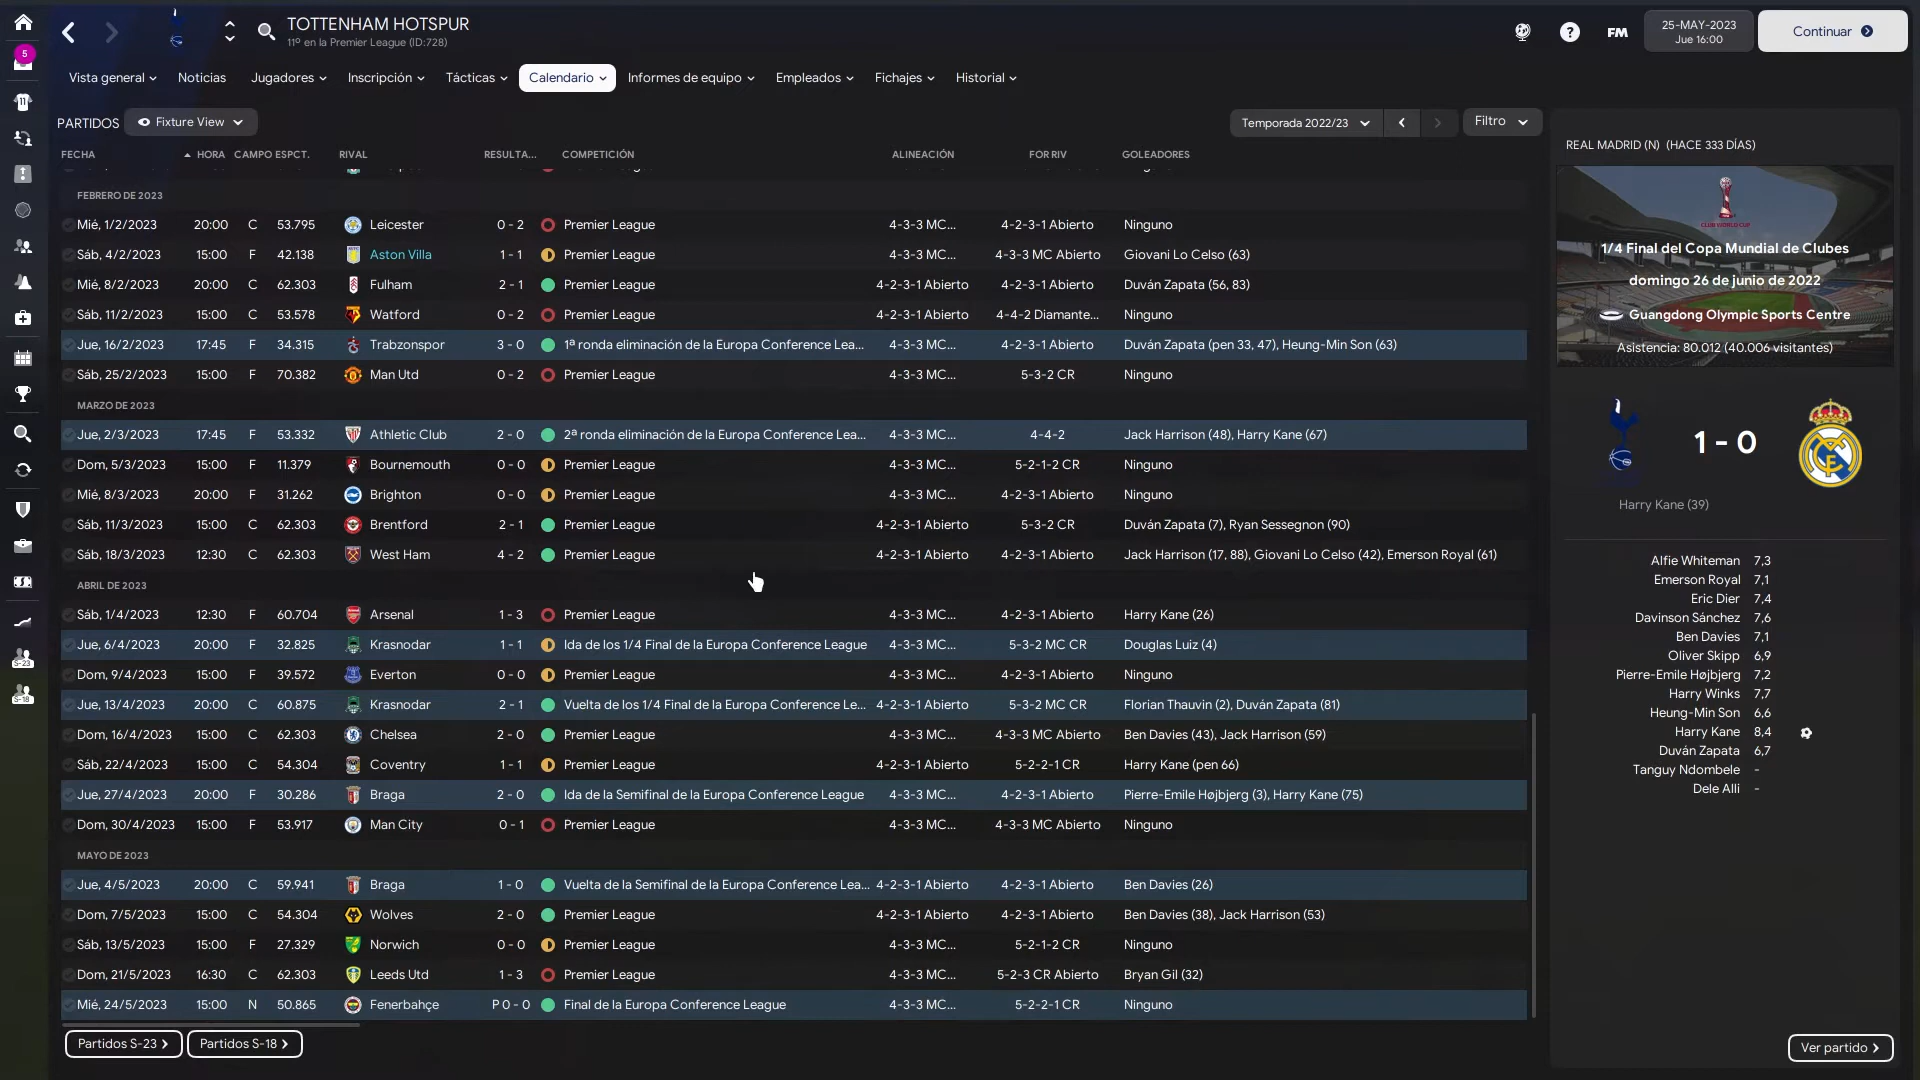 TOTTENHAM HOTSPUR
11º en la Premier League (ID:728)
FM
25-MAY-2023
Jue 16:00
Continuar
5
Vista general Noticias Jugadores Inscripción Tácticas Calendario Informes de equipo Empleados Fichajes Historial
PARTIDOS Fixture View Temporada 2022/23 Filtro
FECHA HORA CAMPO ESPCT. RIVAL RESULTA... COMPETICIÓN ALINEACIÓN FOR RIV GOLEADORES
FEBRERO DE 2023
Mié, 1/2/2023 20:00 C 53.795 Leicester 0 - 2 Premier League 4-3-3 MC... 4-2-3-1 Abierto Ninguno
Sáb, 4/2/2023 15:00 F 42.138 Aston Villa 1 - 1 Premier League 4-3-3 MC... 4-3-3 MC Abierto Giovani Lo Celso (63)
Mié, 8/2/2023 20:00 C 62.303 Fulham 2 - 1 Premier League 4-2-3-1 Abierto 4-2-3-1 Abierto Duván Zapata (56, 83)
Sáb, 11/2/2023 15:00 C 53.578 Watford 0 - 2 Premier League 4-2-3-1 Abierto 4-4-2 Diamante... Ninguno
Jue, 16/2/2023 17:45 F 34.315 Trabzonspor 3 - 0 1ª ronda eliminación de la Europa Conference Lea... 4-3-3 MC... 4-2-3-1 Abierto Duván Zapata (pen 33, 47), Heung-Min Son (63)
Sáb, 25/2/2023 15:00 F 70.382 Man Utd 0 - 2 Premier League 4-3-3 MC... 5-3-2 CR Ninguno
MARZO DE 2023
Jue, 2/3/2023 17:45 F 53.332 Athletic Club 2 - 0 2ª ronda eliminación de la Europa Conference Lea... 4-3-3 MC... 4-4-2 Jack Harrison (48), Harry Kane (67)
Dom, 5/3/2023 15:00 F 11.379 Bournemouth 0 - 0 Premier League 4-3-3 MC... 5-2-1-2 CR Ninguno
Mié, 8/3/2023 20:00 F 31.262 Brighton 0 - 0 Premier League 4-3-3 MC... 4-2-3-1 Abierto Ninguno
Sáb, 11/3/2023 15:00 C 62.303 Brentford 2 - 1 Premier League 4-2-3-1 Abierto 5-3-2 CR Duván Zapata (7), Ryan Sessegnon (90)
Sáb, 18/3/2023 12:30 C 62.303 West Ham 4 - 2 Premier League 4-2-3-1 Abierto 4-2-3-1 Abierto Jack Harrison (17, 88), Giovani Lo Celso (42), Emerson Royal (61)
ABRIL DE 2023
Sáb, 1/4/2023 12:30 F 60.704 Arsenal 1 - 3 Premier League 4-3-3 MC... 4-2-3-1 Abierto Harry Kane (26)
Jue, 6/4/2023 20:00 F 32.825 Krasnodar 1 - 1 Ida de los 1/4 Final de la Europa Conference League 4-3-3 MC... 5-3-2 MC CR Douglas Luiz (4)
Dom, 9/4/2023 15:00 F 39.572 Everton 0 - 0 Premier League 4-3-3 MC... 4-2-3-1 Abierto Ninguno
Jue, 13/4/2023 20:00 C 60.875 Krasnodar 2 - 1 Vuelta de los 1/4 Final de la Europa Conference Le... 4-2-3-1 Abierto 5-3-2 MC CR Florian Thauvin (2), Duván Zapata (81)
Dom, 16/4/2023 15:00 C 62.303 Chelsea 2 - 0 Premier League 4-3-3 MC... 4-3-3 MC Abierto Ben Davies (43), Jack Harrison (59)
Sáb, 22/4/2023 15:00 C 54.304 Coventry 1 - 1 Premier League 4-2-3-1 Abierto 5-2-2-1 CR Harry Kane (pen 66)
Jue, 27/4/2023 20:00 F 30.286 Braga 2 - 0 Ida de la Semifinal de la Europa Conference League 4-3-3 MC... 4-2-3-1 Abierto Pierre-Emile Højbjerg (3), Harry Kane (75)
Dom, 30/4/2023 15:00 F 53.917 Man City 0 - 1 Premier League 4-3-3 MC... 4-3-3 MC Abierto Ninguno
MAYO DE 2023
Jue, 4/5/2023 20:00 C 59.941 Braga 1 - 0 Vuelta de la Semifinal de la Europa Conference Lea... 4-2-3-1 Abierto 4-2-3-1 Abierto Ben Davies (26)
Dom, 7/5/2023 15:00 C 54.304 Wolves 2 - 0 Premier League 4-2-3-1 Abierto 4-2-3-1 Abierto Ben Davies (38), Jack Harrison (53)
Sáb, 13/5/2023 15:00 F 27.329 Norwich 0 - 0 Premier League 4-3-3 MC... 5-2-1-2 CR Ninguno
Dom, 21/5/2023 16:30 C 62.303 Leeds Utd 1 - 3 Premier League 4-3-3 MC... 5-2-3 CR Abierto Bryan Gil (32)
Mié, 24/5/2023 15:00 N 50.865 Fenerbahçe P 0 - 0 Final de la Europa Conference League 4-3-3 MC... 5-2-2-1 CR Ninguno
Partidos S-23 Partidos S-18
S-23
S-18
REAL MADRID (N) (HACE 333 DÍAS)
CLUB WORLD CUP
1/4 Final del Copa Mundial de Clubes
domingo 26 de junio de 2022
Guangdong Olympic Sports Centre
Asistencia: 80.012 (40.006 visitantes)
1 - 0
Harry Kane (39)
Alfie Whiteman 7,3
Emerson Royal 7,1
Eric Dier 7,4
Davinson Sánchez 7,6
Ben Davies 7,1
Oliver Skipp 6,9
Pierre-Emile Højbjerg 7,2
Harry Winks 7,7
Heung-Min Son 6,6
Harry Kane 8,4
Duván Zapata 6,7
Tanguy Ndombele -
Dele Alli -
Ver partido